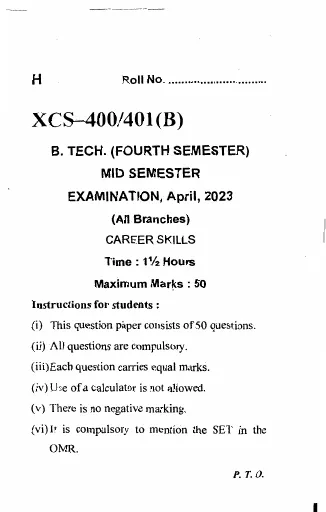 H Roll No. ..............................
XCS–400/401(B)
B. TECH. (FOURTH SEMESTER)
MID SEMESTER
EXAMINATION, April, 2023
(All Branches)
CAREER SKILLS
Time : 1½ Hours
Maximum Marks : 50
Instructions for students :
(i) This question paper consists of 50 questions.
(ii) All questions are compulsory.
(iii)Each question carries equal marks.
(iv)Use of a calculator is not allowed.
(v) There is no negative marking.
(vi)It is compulsory to mention the SET in the
OMR.
P. T. O.